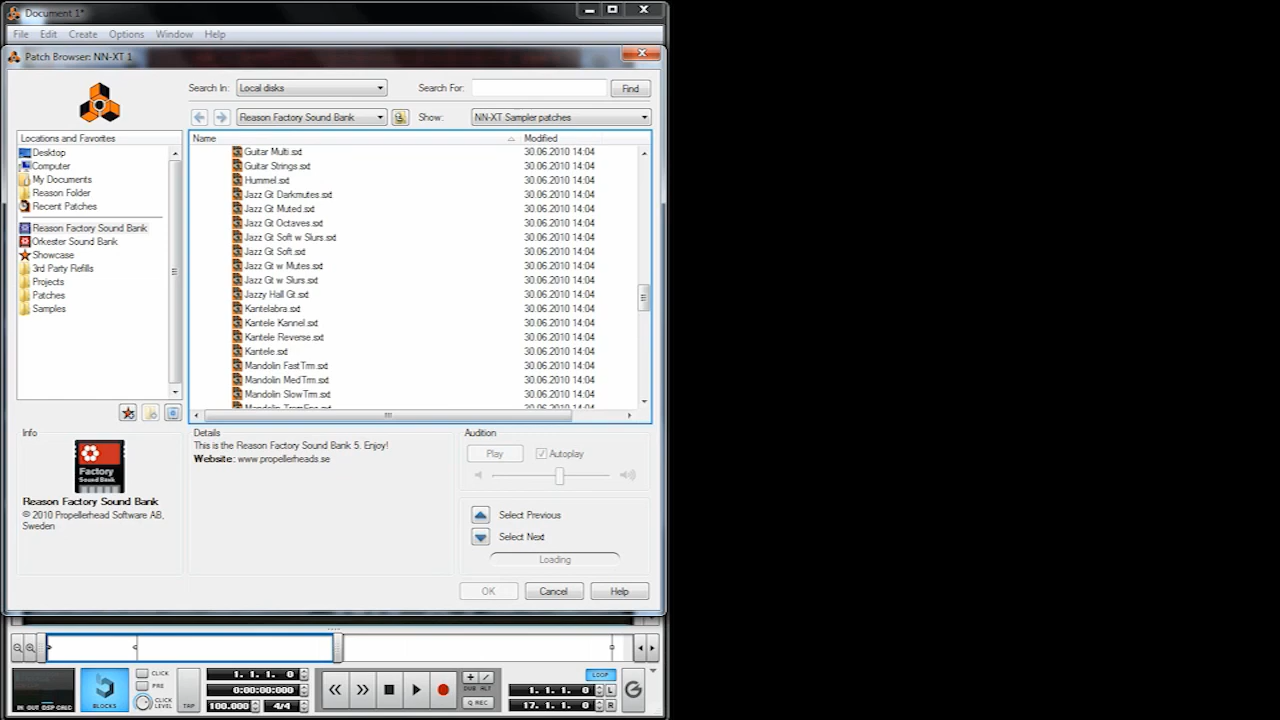 Document 1*
File Edit Create Options Window Help
Patch Browser: NN-XT 1
Search In: Local disks Search For: Find
Reason Factory Sound Bank Show: NN-XT Sampler patches
Locations and Favorites
Desktop
Computer
My Documents
Reason Folder
Recent Patches
Reason Factory Sound Bank
Orkester Sound Bank
Showcase
3rd Party Refills
Projects
Patches
Samples
Name Modified
Guitar Multi.sxt 30.06.2010 14:04
Guitar Strings.sxt 30.06.2010 14:04
Hummel.sxt 30.06.2010 14:04
Jazz Gt Darkmutes.sxt 30.06.2010 14:04
Jazz Gt Muted.sxt 30.06.2010 14:04
Jazz Gt Octaves.sxt 30.06.2010 14:04
Jazz Gt Soft w Slurs.sxt 30.06.2010 14:04
Jazz Gt Soft.sxt 30.06.2010 14:04
Jazz Gt w Mutes.sxt 30.06.2010 14:04
Jazz Gt w Slurs.sxt 30.06.2010 14:04
Jazzy Hall Gt.sxt 30.06.2010 14:04
Kantelabra.sxt 30.06.2010 14:04
Kantele Kannel.sxt 30.06.2010 14:04
Kantele Reverse.sxt 30.06.2010 14:04
Kantele.sxt 30.06.2010 14:04
Mandolin FastTrm.sxt 30.06.2010 14:04
Mandolin MedTrm.sxt 30.06.2010 14:04
Mandolin SlowTrm.sxt 30.06.2010 14:04
Info
Factory
Sound Bank
Reason Factory Sound Bank
© 2010 Propellerhead Software AB,
Sweden
Details
This is the Reason Factory Sound Bank 5. Enjoy!
Website: www.propellerheads.se
Audition
Play Autoplay
Select Previous
Select Next
Loading
OK Cancel Help
IN OUT DSP CALC
BLOCKS
CLICK
PRE
CLICK
LEVEL
TAP
1. 1. 1. 0
0:00:00:000
100.000 4/4
DUB ALT
Q REC
LOOP
1. 1. 1. 0 L
17. 1. 1. 0 R